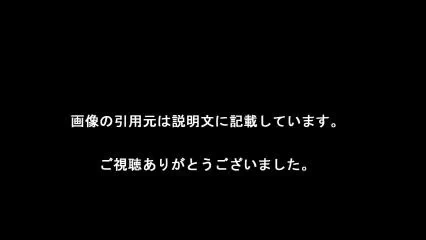 画像の引用元は説明文に記載しています。
ご視聴ありがとうございました。